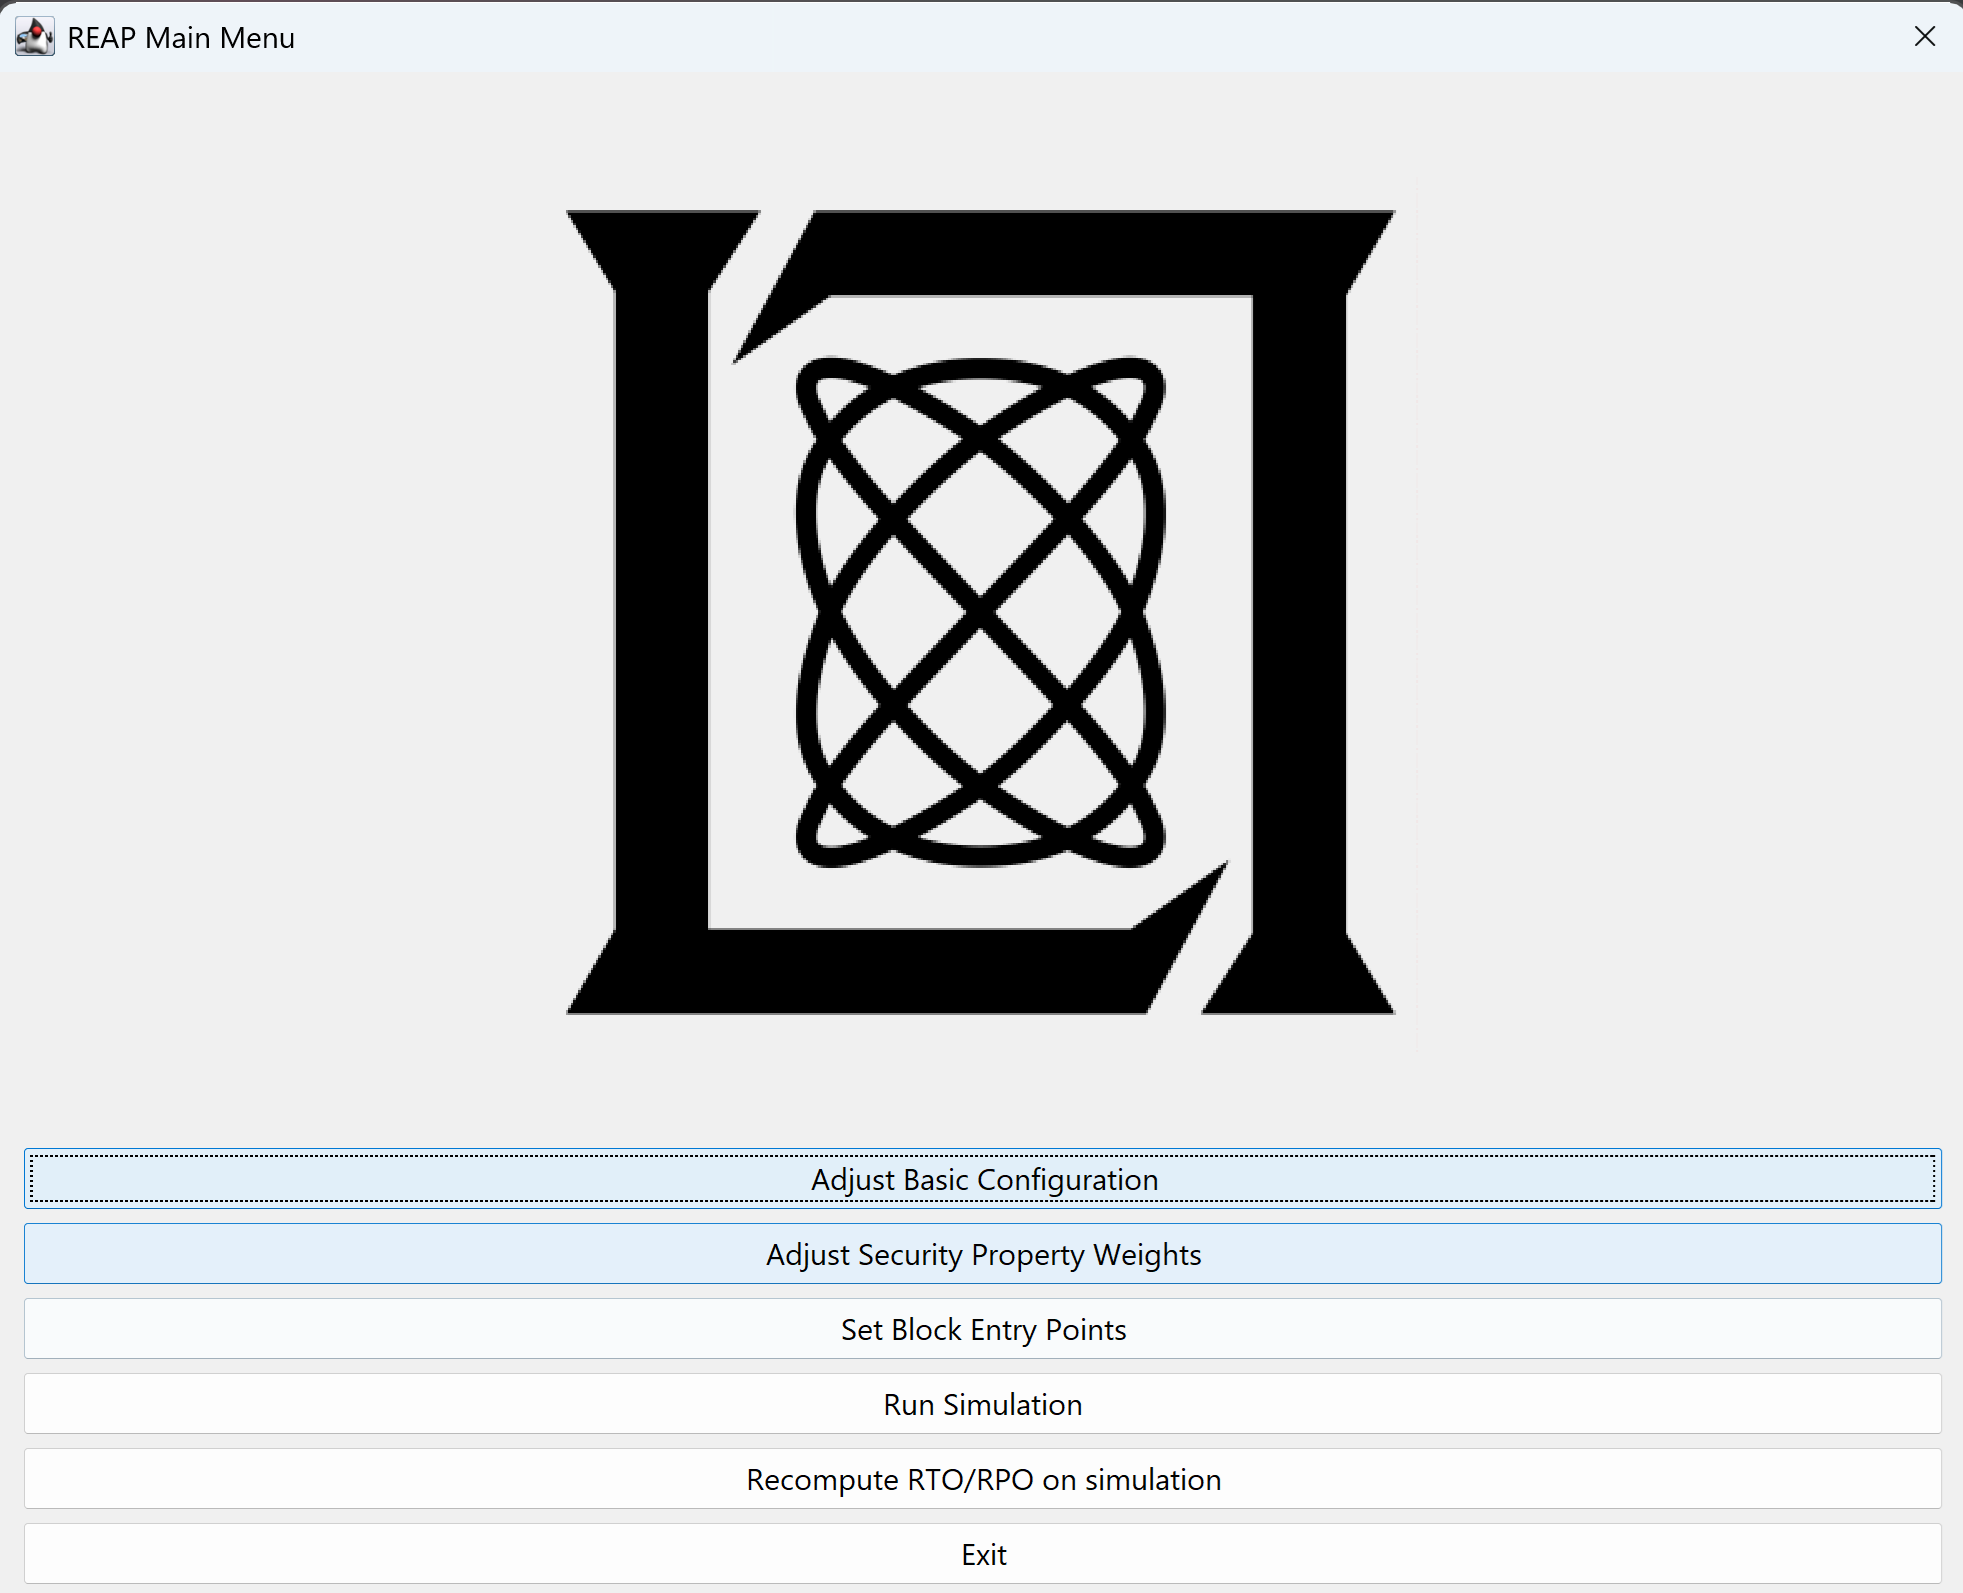 REAP Main Menu
Adjust Basic Configuration
Adjust Security Property Weights
Set Block Entry Points
Run Simulation
Recompute RTO/RPO on simulation
Exit